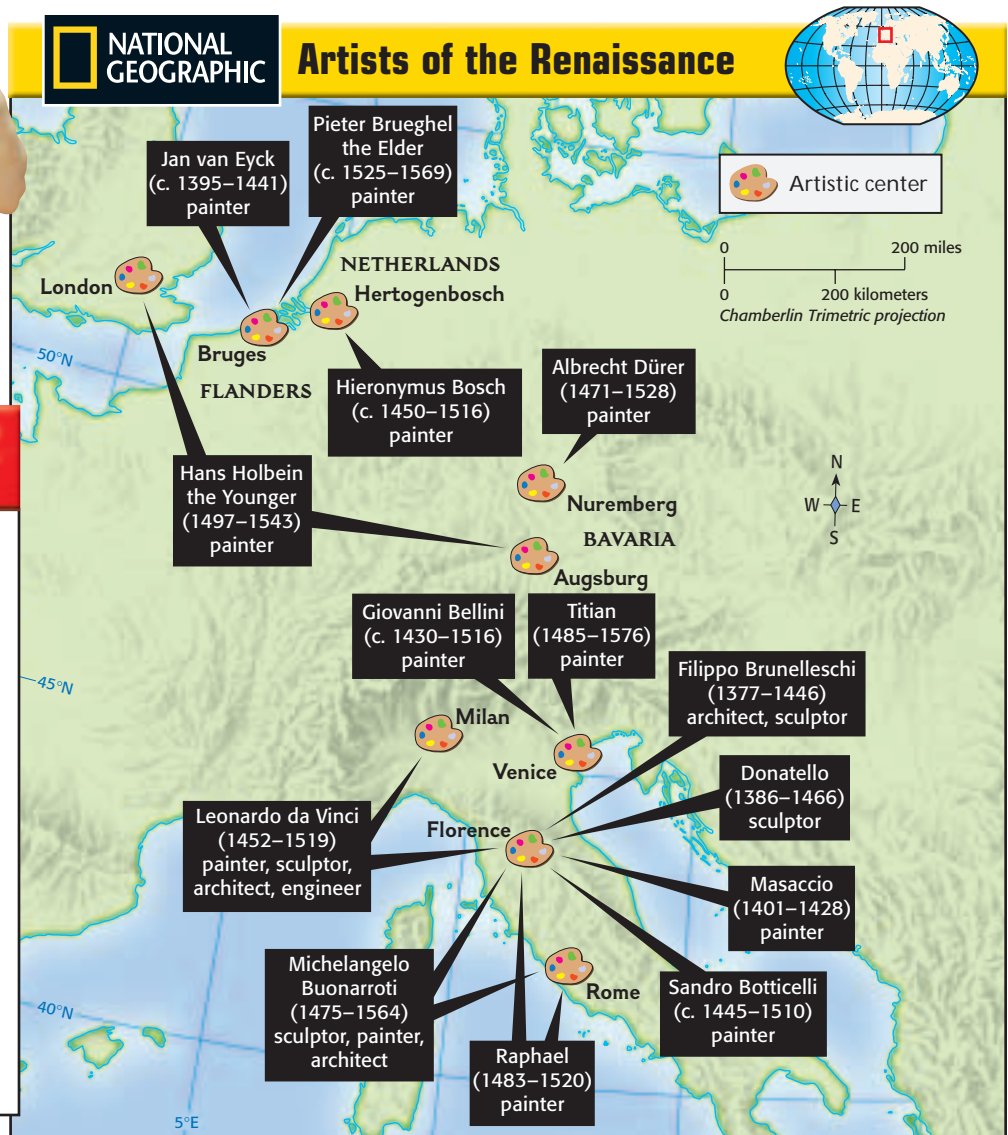 NATIONAL
GEOGRAPHIC
Artists of the Renaissance
Artistic center
0 200 miles
0 200 kilometers
Chamberlin Trimetric projection
Jan van Eyck
(c. 1395–1441)
painter
Pieter Brueghel
the Elder
(c. 1525–1569)
painter
London
NETHERLANDS
Hertogenbosch
Bruges
FLANDERS
50°N
Hieronymus Bosch
(c. 1450–1516)
painter
Albrecht Dürer
(1471–1528)
painter
Hans Holbein
the Younger
(1497–1543)
painter
Nuremberg
BAVARIA
Augsburg
N
W E
S
Giovanni Bellini
(c. 1430–1516)
painter
Titian
(1485–1576)
painter
Filippo Brunelleschi
(1377–1446)
architect, sculptor
45°N
Milan
Venice
Donatello
(1386–1466)
sculptor
Leonardo da Vinci
(1452–1519)
painter, sculptor,
architect, engineer
Florence
Masaccio
(1401–1428)
painter
Michelangelo
Buonarroti
(1475–1564)
sculptor, painter,
architect
Rome
Sandro Botticelli
(c. 1445–1510)
painter
40°N
Raphael
(1483–1520)
painter
5°E